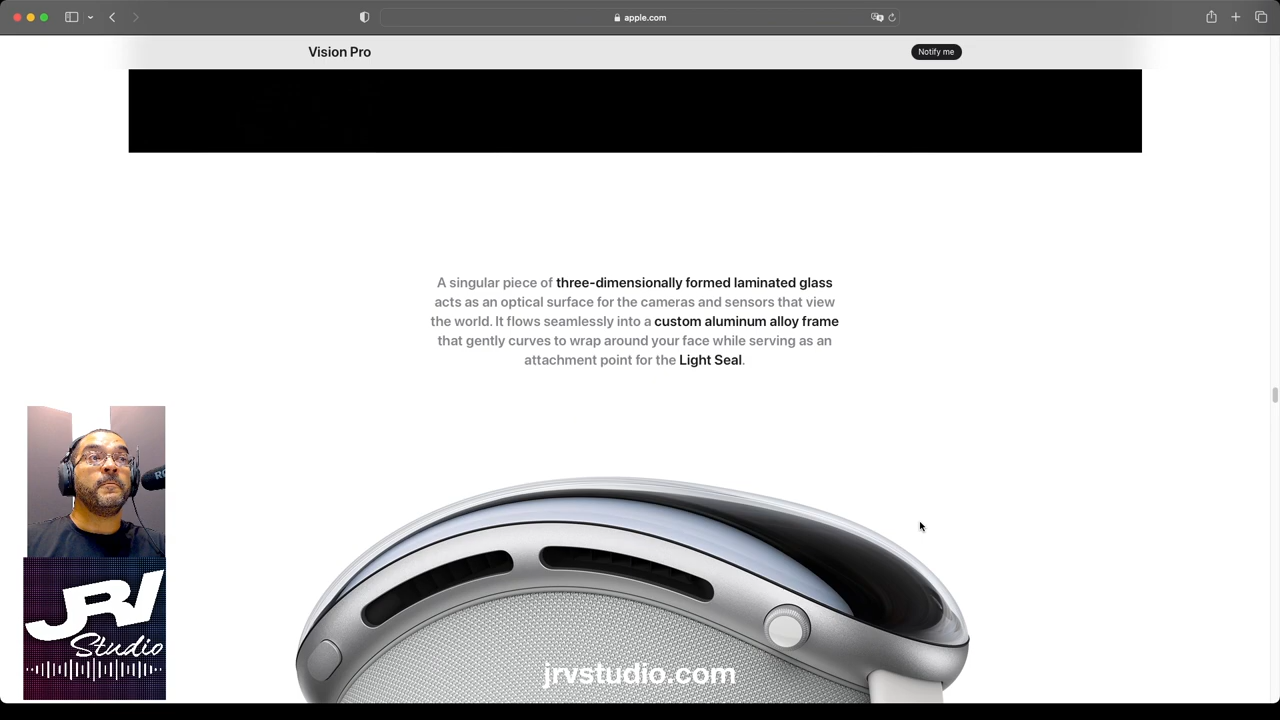 apple.com
Vision Pro
Notify me
A singular piece of three-dimensionally formed laminated glass
acts as an optical surface for the cameras and sensors that view
the world. It flows seamlessly into a custom aluminum alloy frame
that gently curves to wrap around your face while serving as an
attachment point for the Light Seal.
JRV
Studio
jrvstudio.com